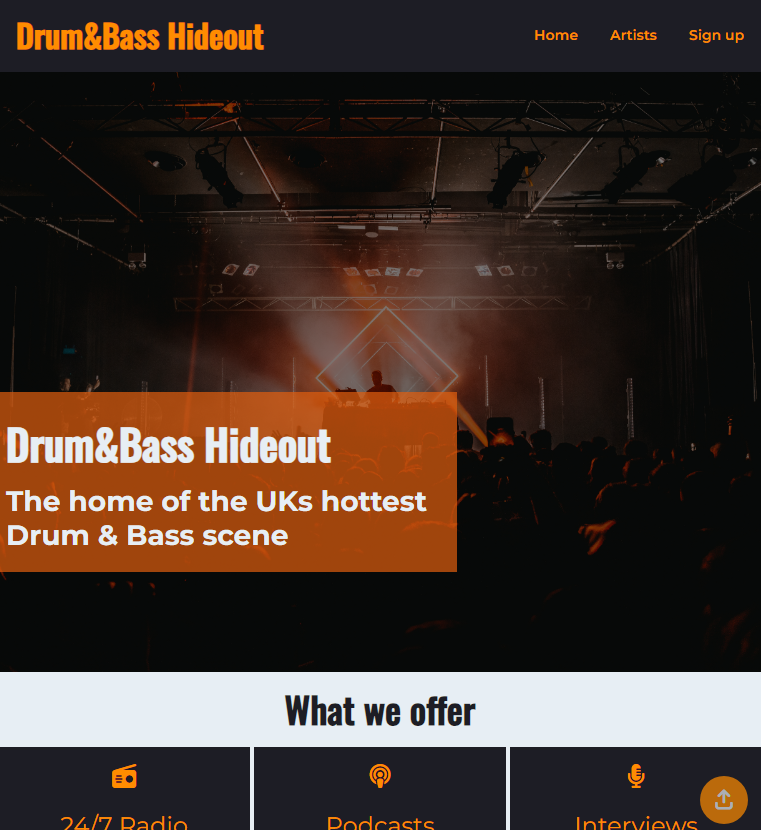 Drum&Bass Hideout
Home Artists Sign up
Drum&Bass Hideout
The home of the UKs hottest
Drum & Bass scene
What we offer
24/7 Radio Podcasts Interviews